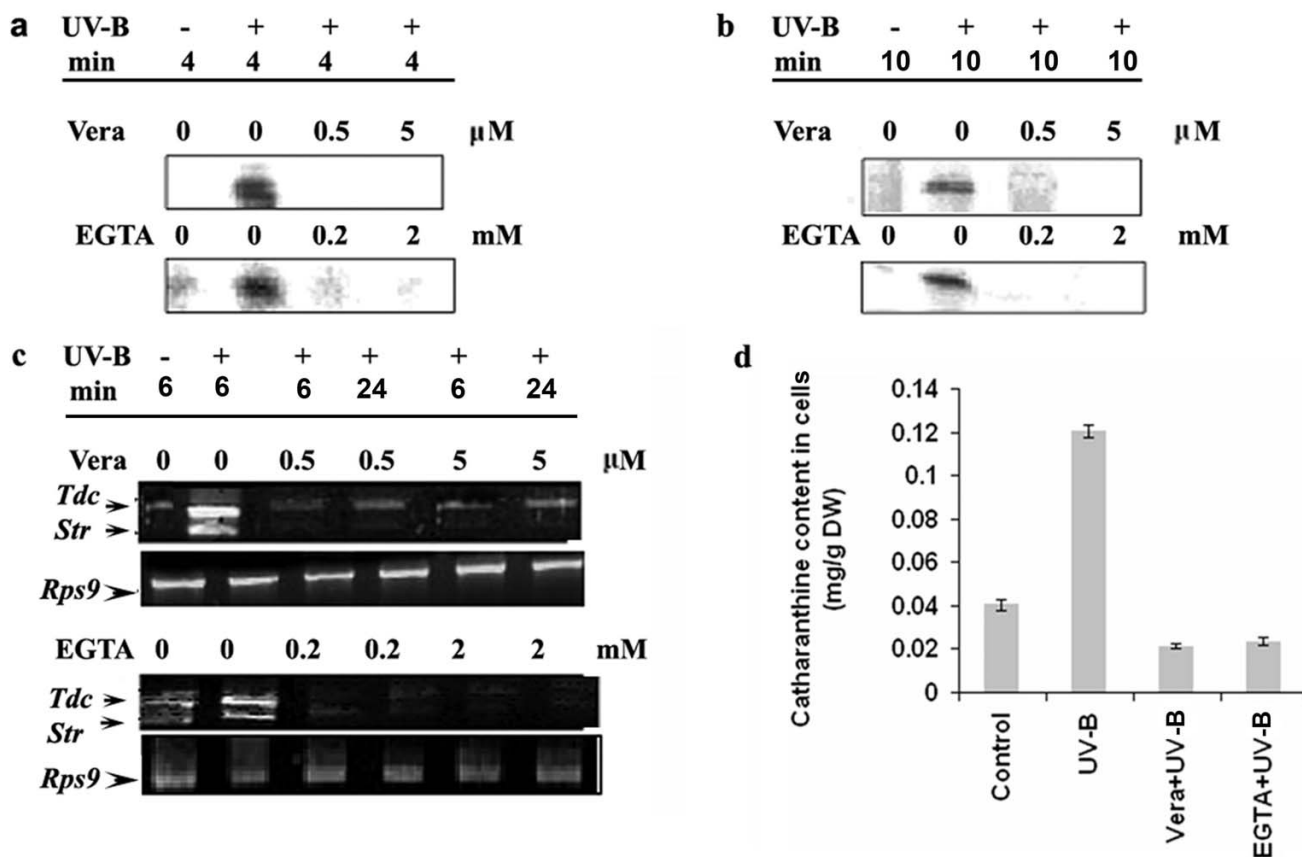 a
UV-B - + + +
min 4 4 4 4
Vera 0 0 0.5 5 µM
EGTA 0 0 0.2 2 mM
b
UV-B - + + +
min 10 10 10 10
Vera 0 0 0.5 5 µM
EGTA 0 0 0.2 2 mM
c
UV-B - + + + + +
min 6 6 6 24 6 24
Vera 0 0 0.5 0.5 5 5 µM
Tdc
Str
Rps9
EGTA 0 0 0.2 0.2 2 2 mM
Tdc
Str
Rps9
d
Catharanthine content in cells
(mg/g DW)
0.14
0.12
0.1
0.08
0.06
0.04
0.02
0
Control
UV-B
Vera+UV-B
EGTA+UV-B